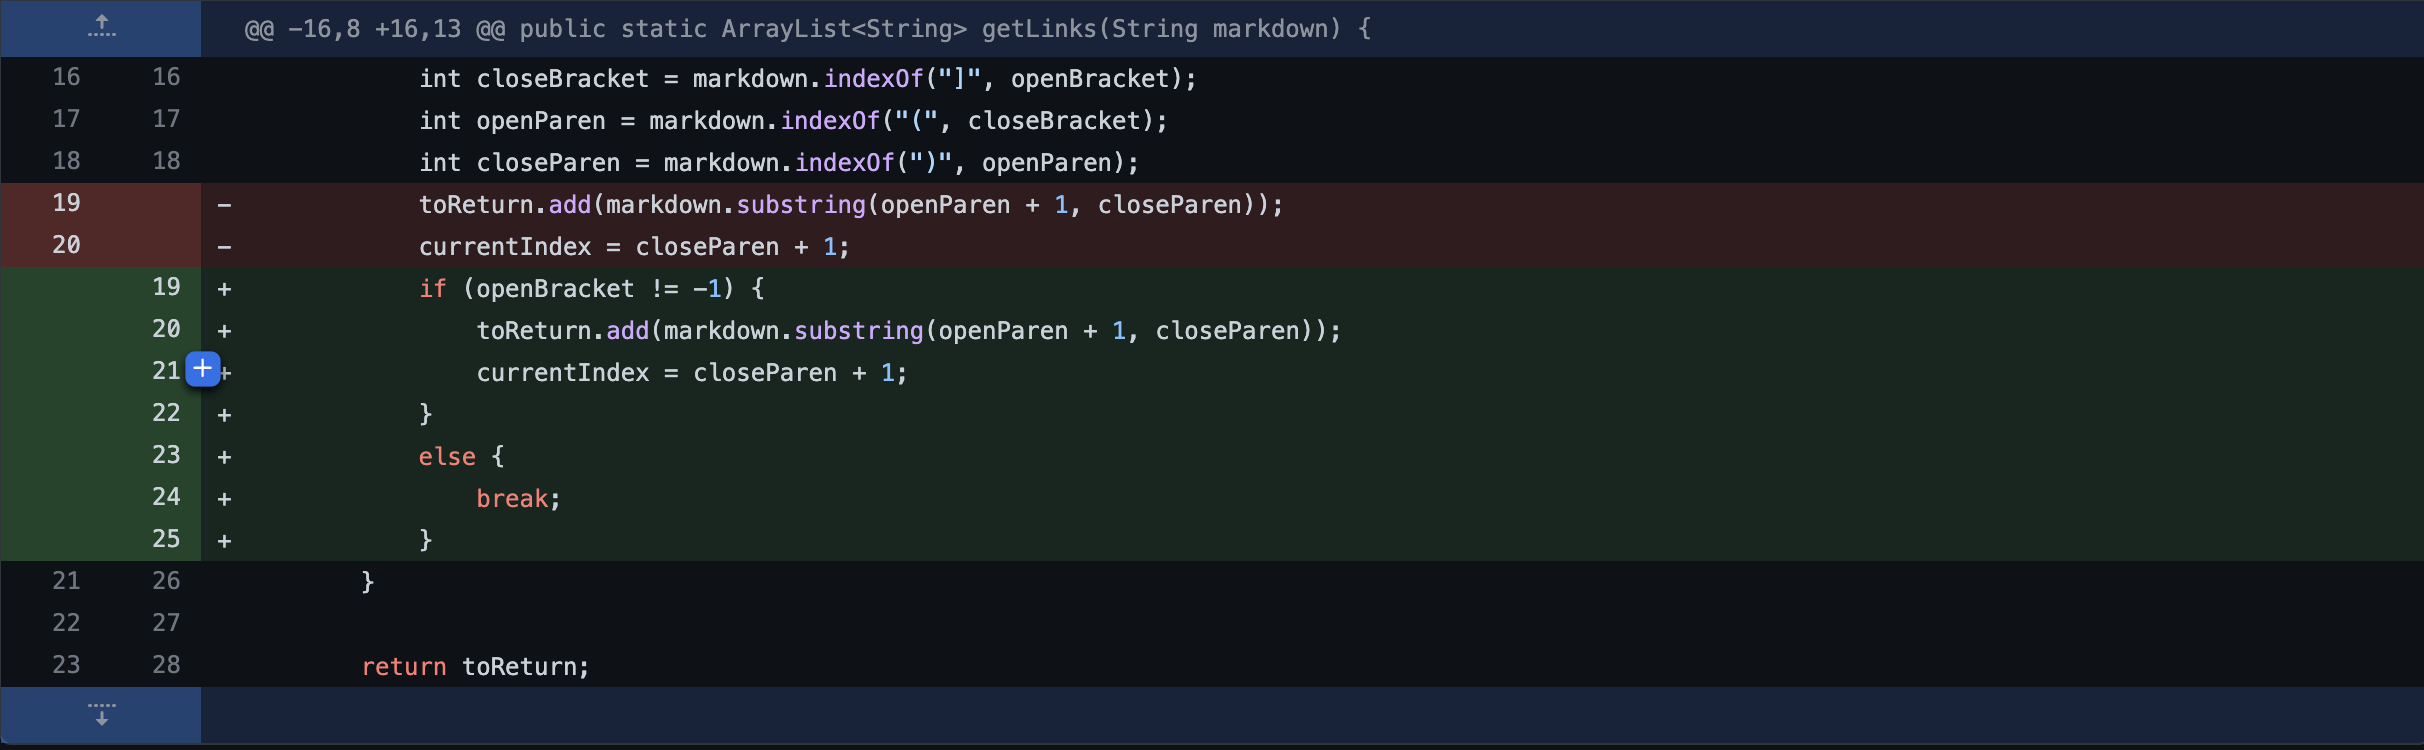 @@ -16,8 +16,13 @@ public static ArrayList<String> getLinks(String markdown) {
16 16 int closeBracket = markdown.indexOf("]", openBracket);
17 17 int openParen = markdown.indexOf("(", closeBracket);
18 18 int closeParen = markdown.indexOf(")", openParen);
19 - toReturn.add(markdown.substring(openParen + 1, closeParen));
20 - currentIndex = closeParen + 1;
19 + if (openBracket != -1) {
20 + toReturn.add(markdown.substring(openParen + 1, closeParen));
21 + currentIndex = closeParen + 1;
22 + }
23 + else {
24 + break;
25 + }
21 26 }
22 27
23 28 return toReturn;